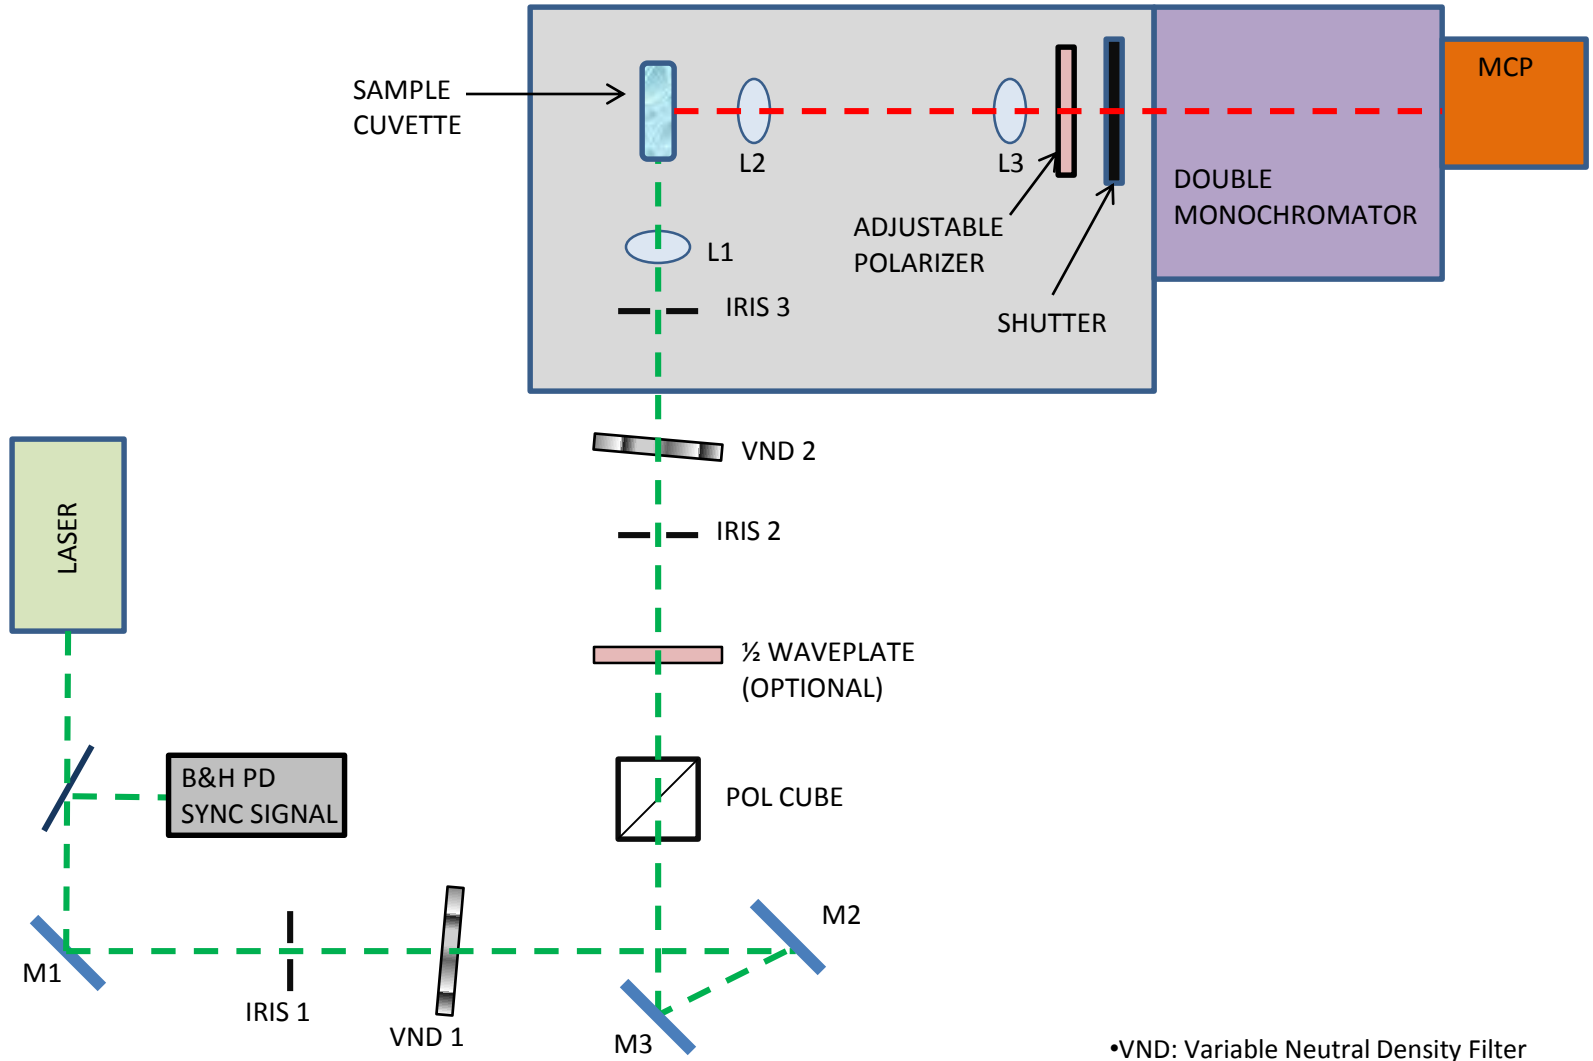 MCP
SAMPLE
CUVETTE
L2
L3
DOUBLE
MONOCHROMATOR
ADJUSTABLE
POLARIZER
L1
IRIS 3
SHUTTER
VND 2
LASER
IRIS 2
½ WAVEPLATE
(OPTIONAL)
B&H PD
SYNC SIGNAL
POL CUBE
M2
M1
IRIS 1
VND 1
M3
•VND: Variable Neutral Density Filter